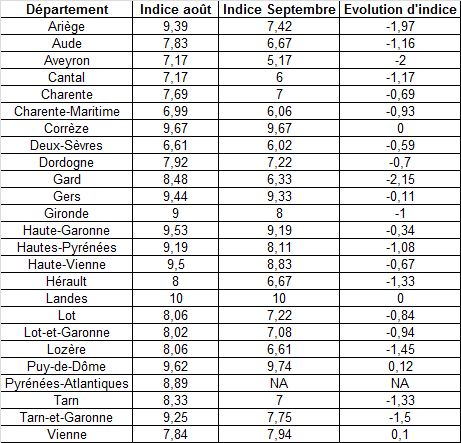 Département Indice août Indice Septembre Evolution d'indice
Ariège 9,39 7,42 -1,97
Aude 7,83 6,67 -1,16
Aveyron 7,17 5,17 -2
Cantal 7,17 6 -1,17
Charente 7,69 7 -0,69
Charente-Maritime 6,99 6,06 -0,93
Corrèze 9,67 9,67 0
Deux-Sèvres 6,61 6,02 -0,59
Dordogne 7,92 7,22 -0,7
Gard 8,48 6,33 -2,15
Gers 9,44 9,33 -0,11
Gironde 9 8 -1
Haute-Garonne 9,53 9,19 -0,34
Hautes-Pyrénées 9,19 8,11 -1,08
Haute-Vienne 9,5 8,83 -0,67
Hérault 8 6,67 -1,33
Landes 10 10 0
Lot 8,06 7,22 -0,84
Lot-et-Garonne 8,02 7,08 -0,94
Lozère 8,06 6,61 -1,45
Puy-de-Dôme 9,62 9,74 0,12
Pyrénées-Atlantiques 8,89 NA NA
Tarn 8,33 7 -1,33
Tarn-et-Garonne 9,25 7,75 -1,5
Vienne 7,84 7,94 0,1